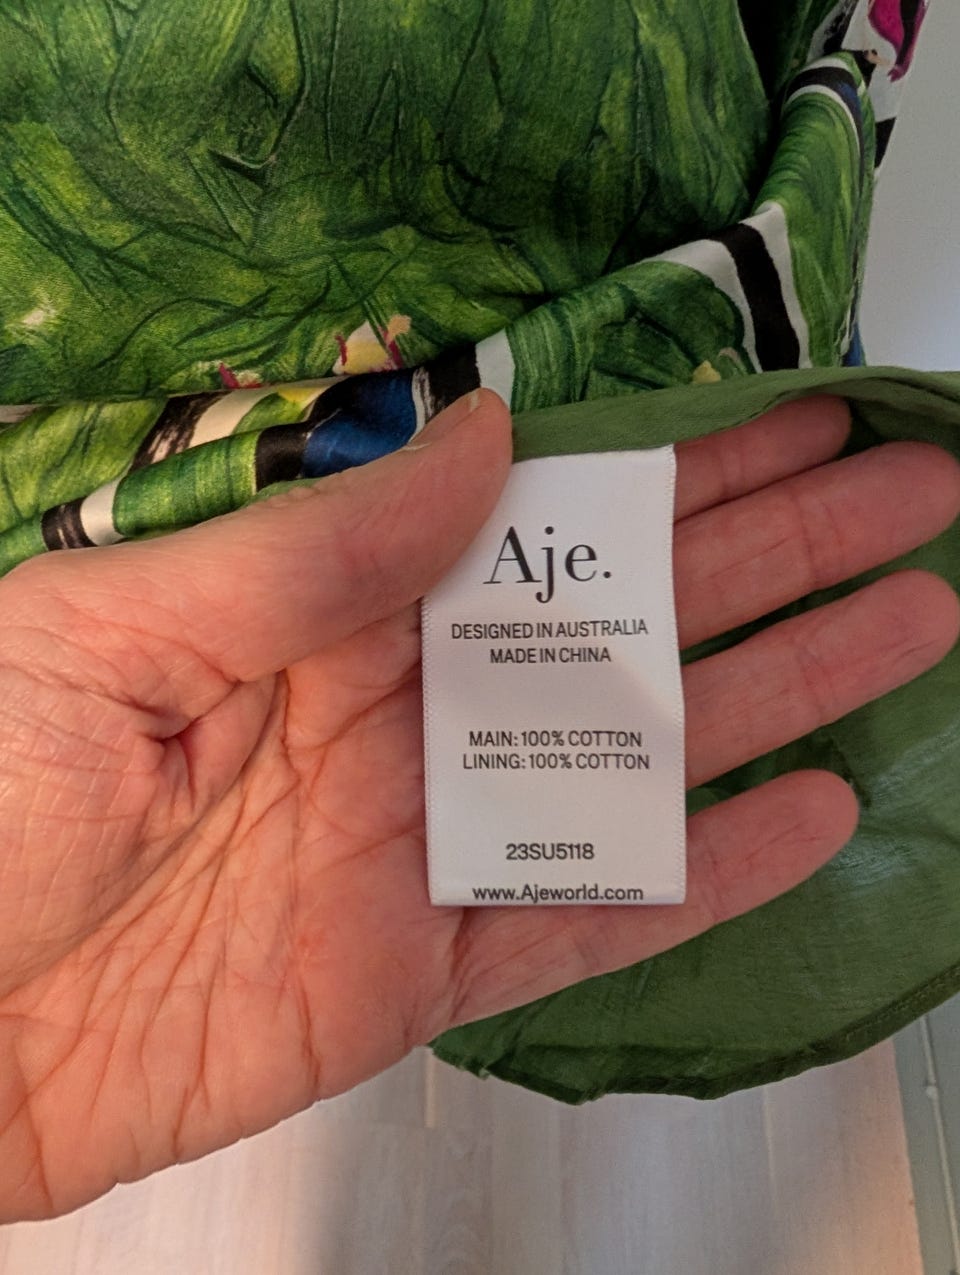 Aje.
DESIGNED IN AUSTRALIA
MADE IN CHINA
MAIN: 100% COTTON
LINING: 100% COTTON
23SU5118
www.Ajeworld.com